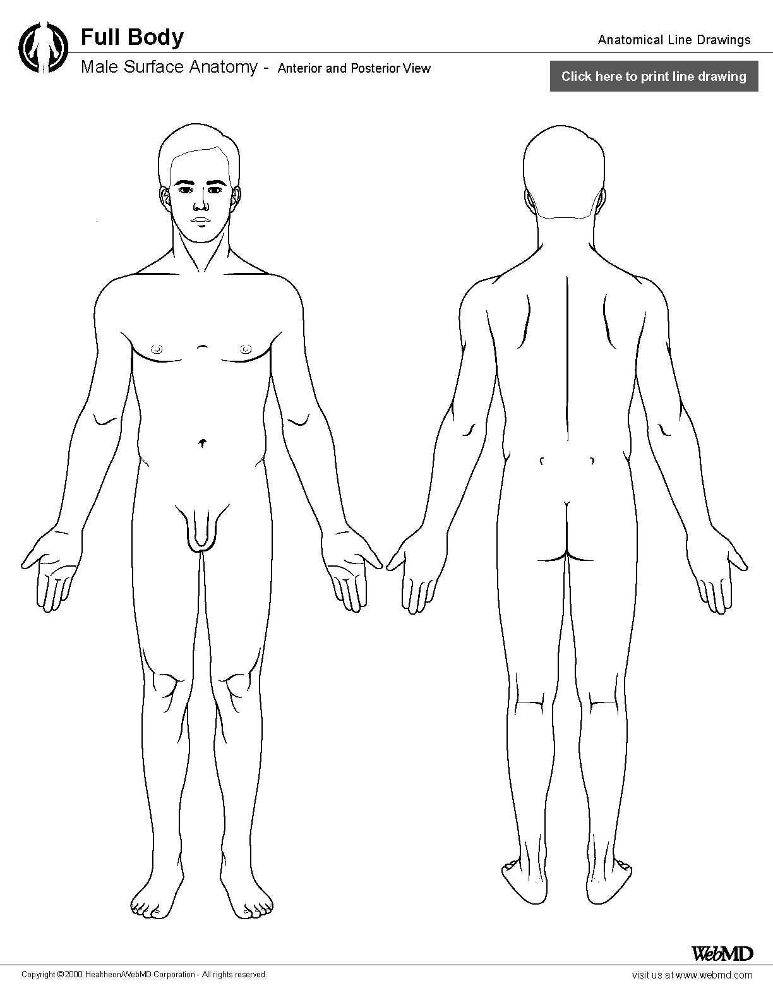 Full Body
Anatomical Line Drawings
Male Surface Anatomy - Anterior and Posterior View
Click here to print line drawing
WebMD
Copyright ©2000 Healtheon/WebMD Corporation - All rights reserved.
visit us at www.webmd.com